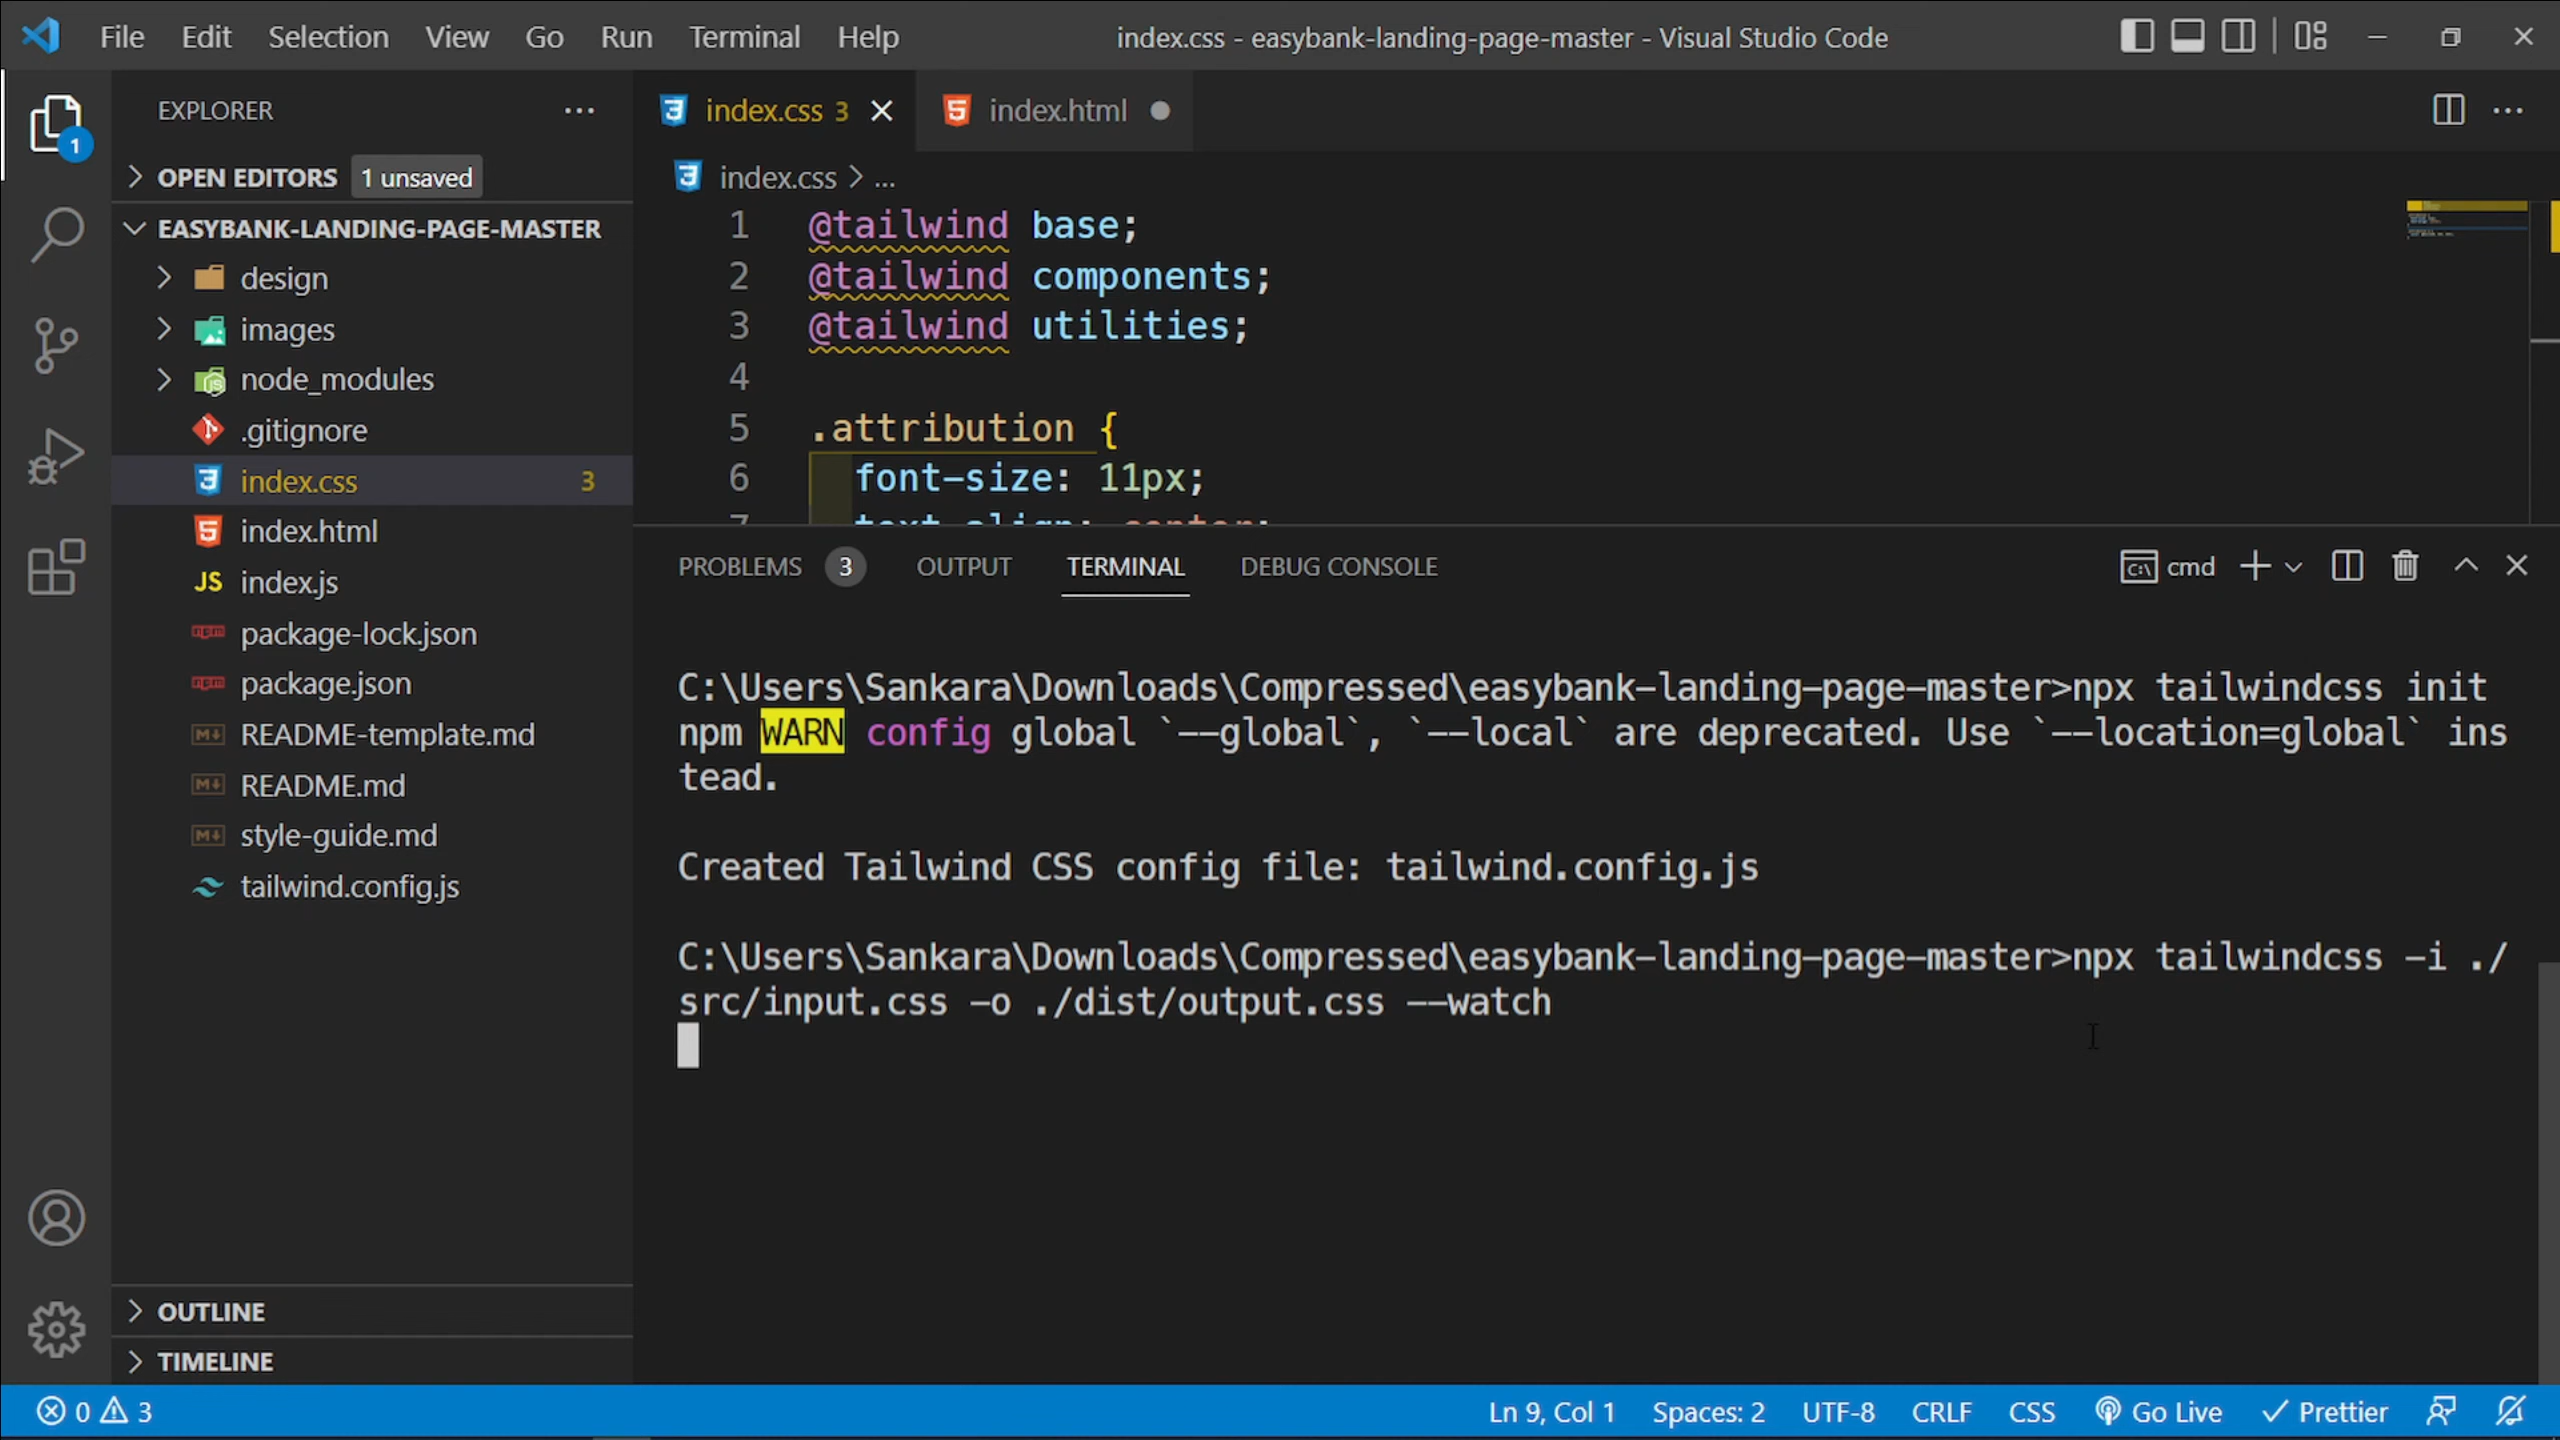 File Edit Selection View Go Run Terminal Help index.css - easybank-landing-page-master - Visual Studio Code
EXPLORER
1
OPEN EDITORS 1 unsaved
EASYBANK-LANDING-PAGE-MASTER
design
images
node_modules
.gitignore
index.css 3
index.html
JS index.js
package-lock.json
package.json
README-template.md
README.md
style-guide.md
tailwind.config.js
OUTLINE
TIMELINE
index.css 3 index.html
index.css > ...
1 @tailwind base;
2 @tailwind components;
3 @tailwind utilities;
4
5 .attribution {
6 font-size: 11px;
7 text-align: center;
PROBLEMS 3 OUTPUT TERMINAL DEBUG CONSOLE cmd
C:\Users\Sankara\Downloads\Compressed\easybank-landing-page-master>npx tailwindcss init
npm WARN config global `--global`, `--local` are deprecated. Use `--location=global` ins
tead.
Created Tailwind CSS config file: tailwind.config.js
C:\Users\Sankara\Downloads\Compressed\easybank-landing-page-master>npx tailwindcss -i ./
src/input.css -o ./dist/output.css --watch
0 3 Ln 9, Col 1 Spaces: 2 UTF-8 CRLF CSS Go Live Prettier